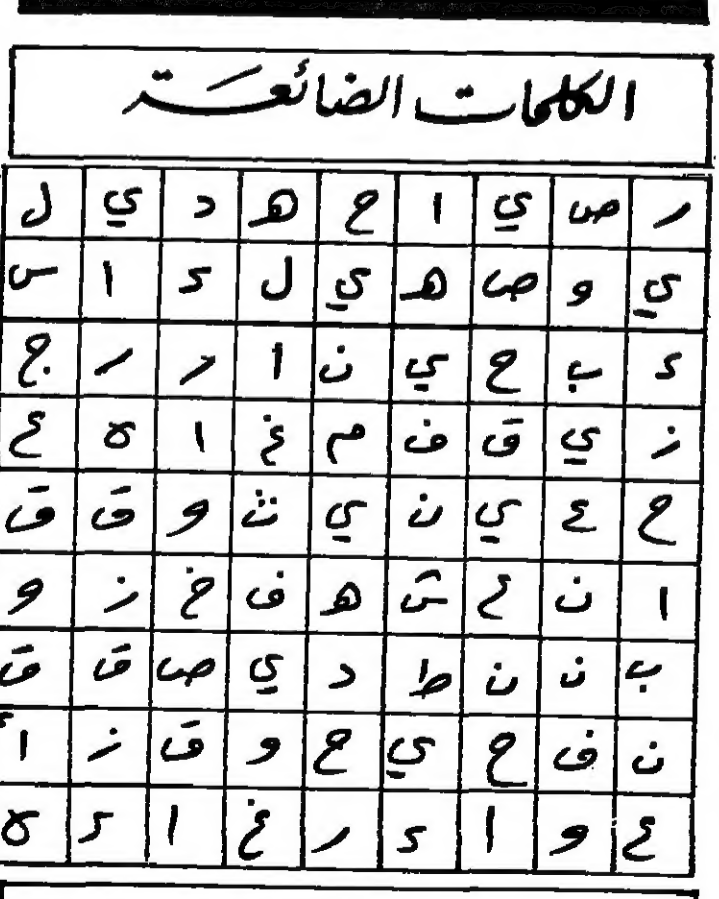 الكلمات الضائعة
ر ص ي ا ح هـ د ي ل
ي و ص هـ ي ل ء ا س
ء ب ح ي ن ا ر ر ج
ز ي ق ف م غ ا ة ع
ح ع ي ن ي ث و ق ق
ا ن ع ش هـ ف خ ز و
ب ن ن ط د ي ص ق ق
ن ف ح ي ح و ق ز أ
ع و ا ء ر غ ا ء ة